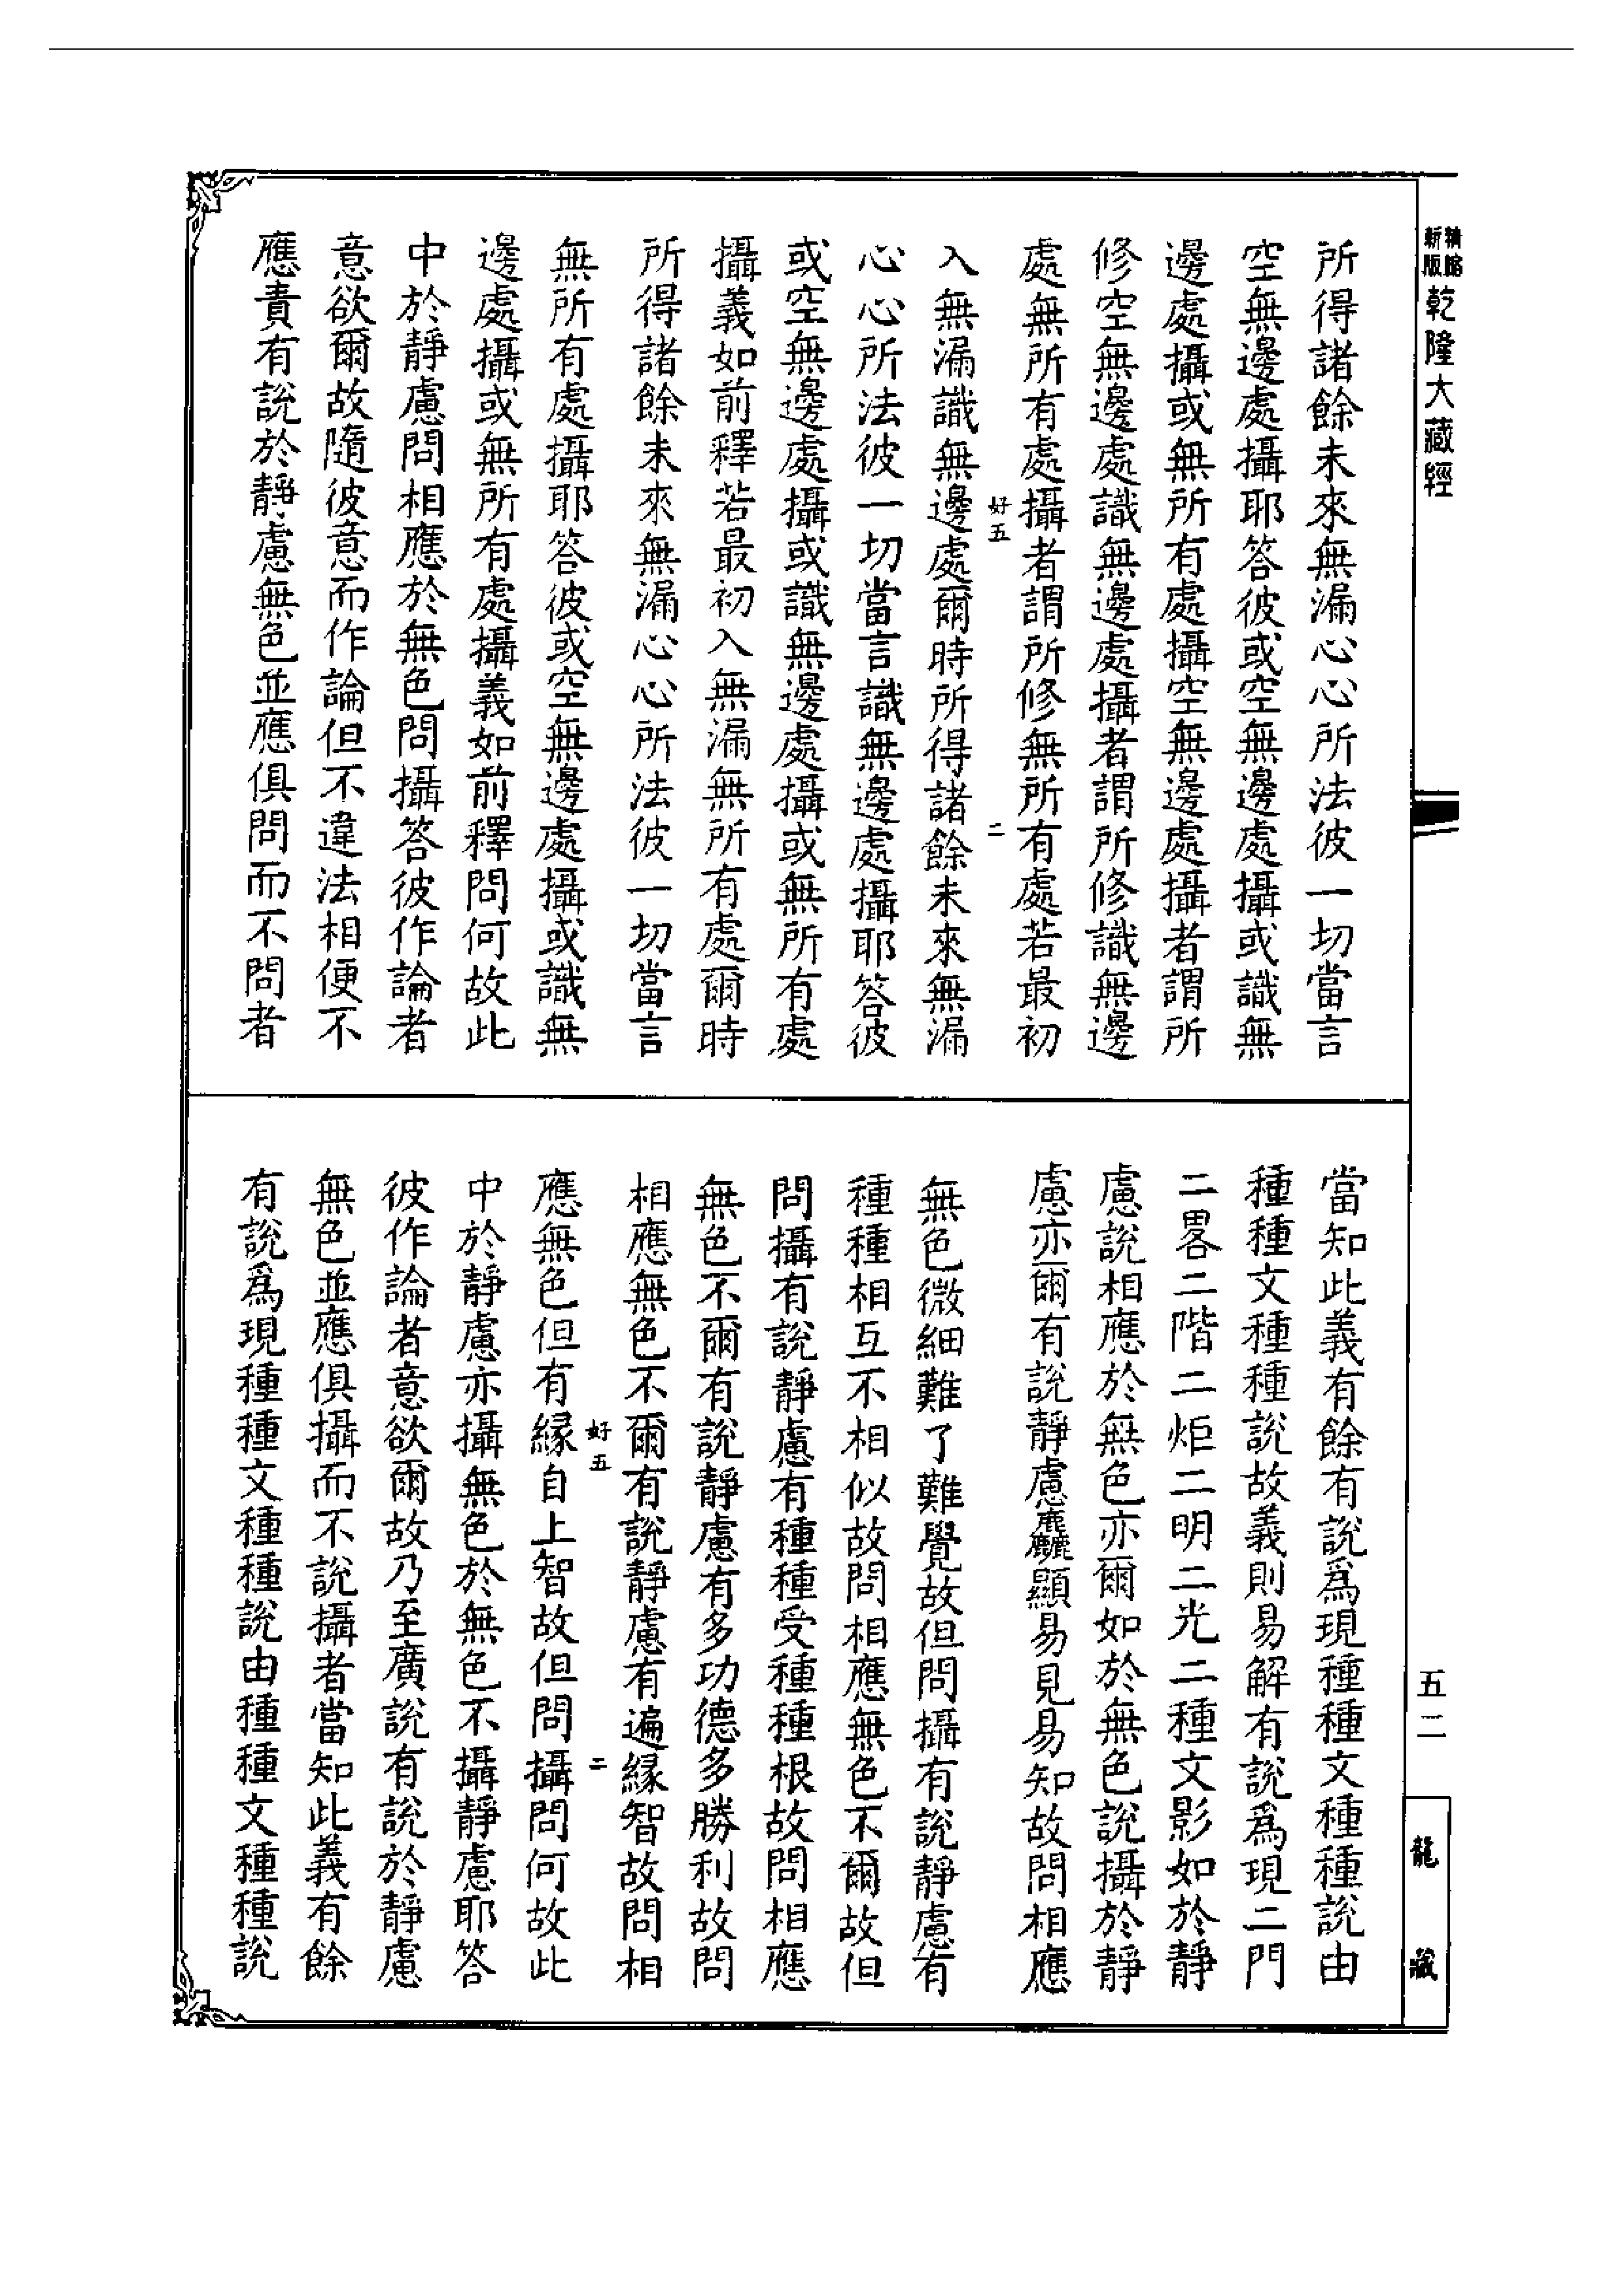 精縮
新版
乾隆大藏經
所得諸餘未來無漏心心所法彼一切當言
空無邊處攝耶答彼或空無邊處攝或識無
邊處攝或無所有處攝空無邊處攝者謂所
修空無邊處識無邊處攝者謂所修識無邊
處無所有處攝者謂所修無所有處若最初
好五
二
入無漏識無邊處爾時所得諸餘未來無漏
心心所法彼一切當言識無邊處攝耶答彼
或空無邊處攝或識無邊處攝或無所有處
攝義如前釋若最初入無漏無所有處爾時
所得諸餘未來無漏心心所法彼一切當言
無所有處攝耶答彼或空無邊處攝或識無
邊處攝或無所有處攝義如前釋問何故此
中於靜慮問相應於無色問攝答彼作論者
意欲爾故隨彼意而作論但不違法相便不
應責有說於靜慮無色並應俱問而不問者
當知此義有餘有說為現種種文種種說由
種種文種種說故義則易解有說為現二門
二畧二階二炬二明二光二種文影如於靜
慮說相應於無色亦爾如於無色說攝於靜
慮亦爾有說靜慮麤顯易見易知故問相應
無色微細難了難覺故但問攝有說靜慮有
種種相互不相似故問相應無色不爾故但
問攝有說靜慮有種種受種種根故問相應
無色不爾有說靜慮有多功德多勝利故問
相應無色不爾有說靜慮有遍緣智故問相
好五
二
應無色但有緣自上智故但問攝問何故此
中於靜慮亦攝無色於無色不攝靜慮耶答
彼作論者意欲爾故乃至廣說有說於靜慮
無色並應俱攝而不說攝者當知此義有餘
有說為現種種文種種說由種種文種種說
五二
龍藏